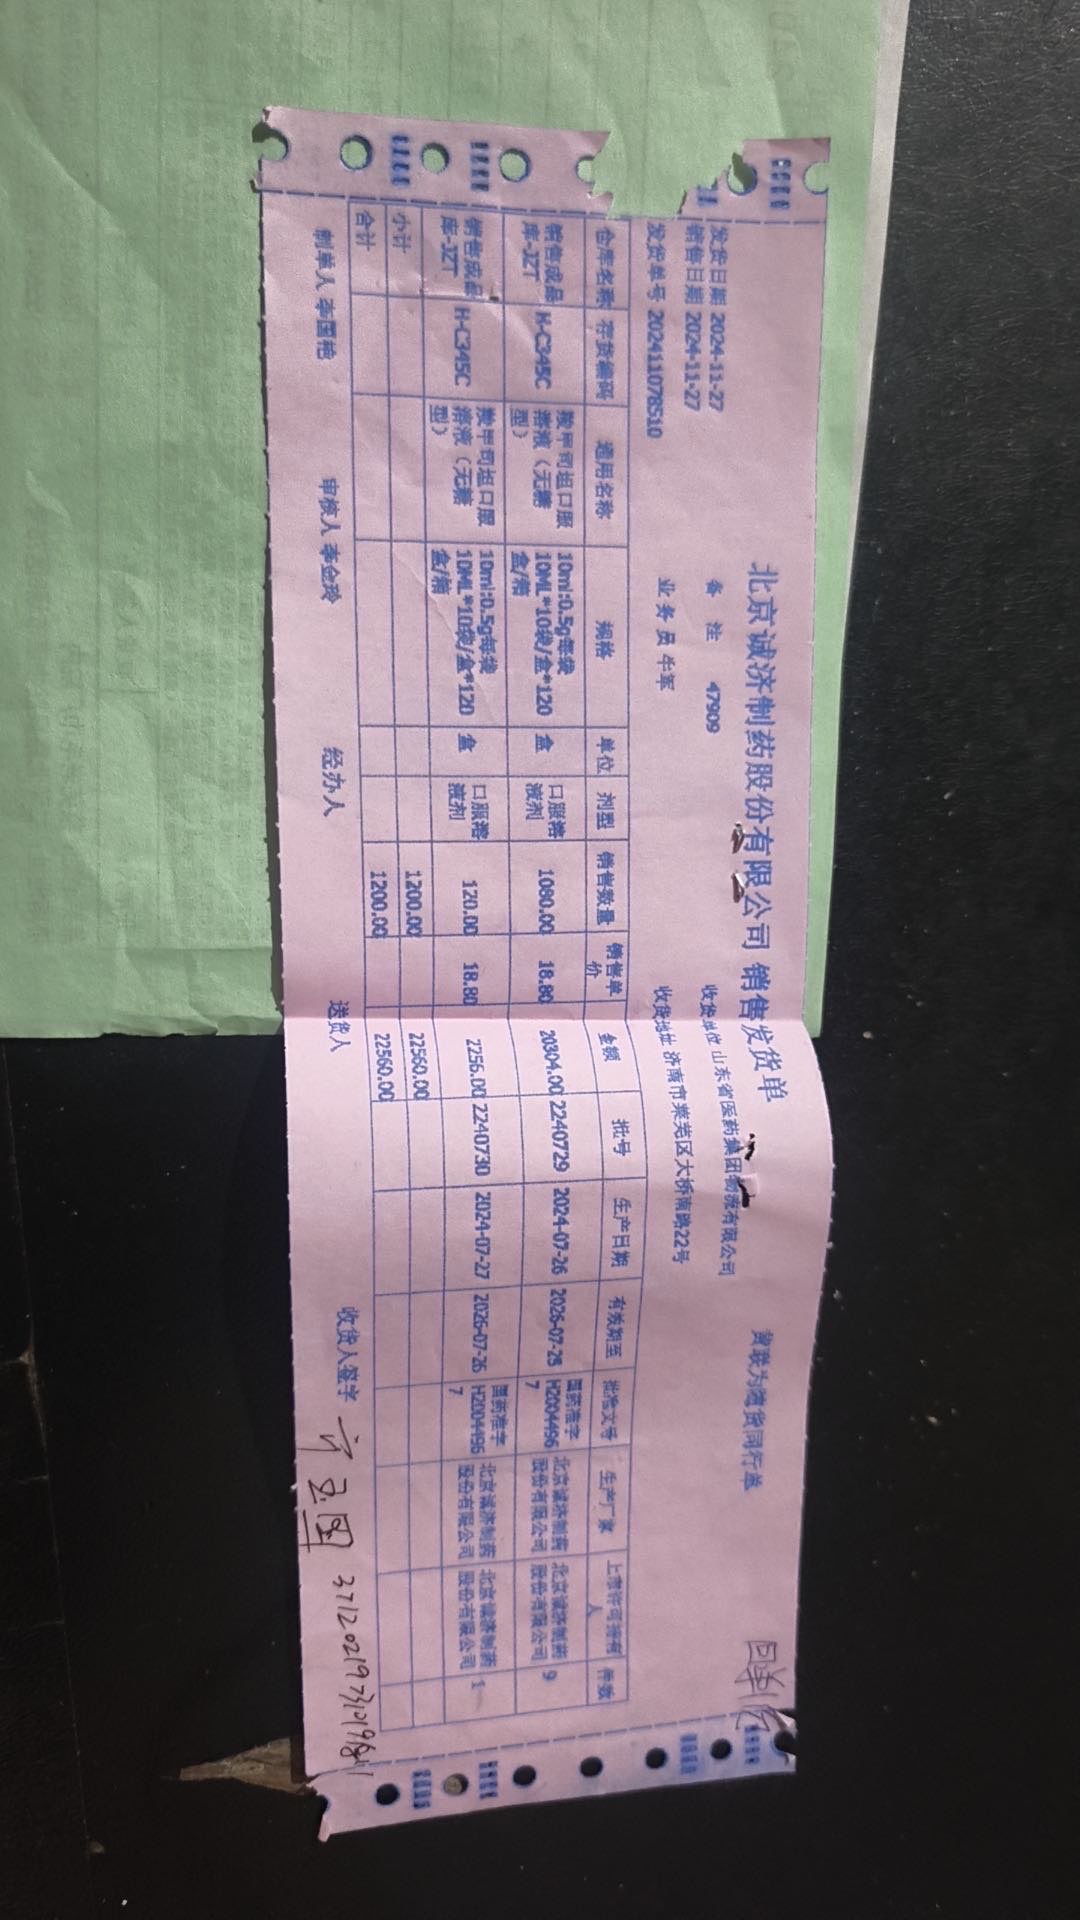 北京诚济制药股份有限公司 销售发货单
黄联为随货同行单
发货日期 2024-11-27 备 注 47909 收货单位 山东省医药集团物流有限公司
销售日期 2024-11-27
发货单号 202411078510 业 务 员 牛军 收货地址 济南市莱芜区大桥南路22号
仓库名称 存货编码 通用名称 规格 单位 剂型 销售数量 销售单价 金额 批号 生产日期 有效期至 批准文号 生产厂家 上市许可持有人 件数
销售成品库-JZT H-C345C 羧甲司坦口服溶液（无糖型） 10ml:0.5g每袋10ML*10袋/盒*120盒/箱 盒 口服溶液剂 1080.00 18.80 20304.00 2240729 2024-07-26 2026-07-25 国药准字H20044967 北京诚济制药股份有限公司 北京诚济制药股份有限公司 9
销售成品库-JZT H-C345C 羧甲司坦口服溶液（无糖型） 10ml:0.5g每袋10ML*10袋/盒*120盒/箱 盒 口服溶液剂 120.00 18.80 2256.00 2240730 2024-07-27 2026-07-26 国药准字H20044967 北京诚济制药股份有限公司 北京诚济制药股份有限公司 1
小计 1200.00 22560.00
合计 1200.00 22560.00
制单人 李国艳 审核人 李金玲 经办人 送货人 收货人签字